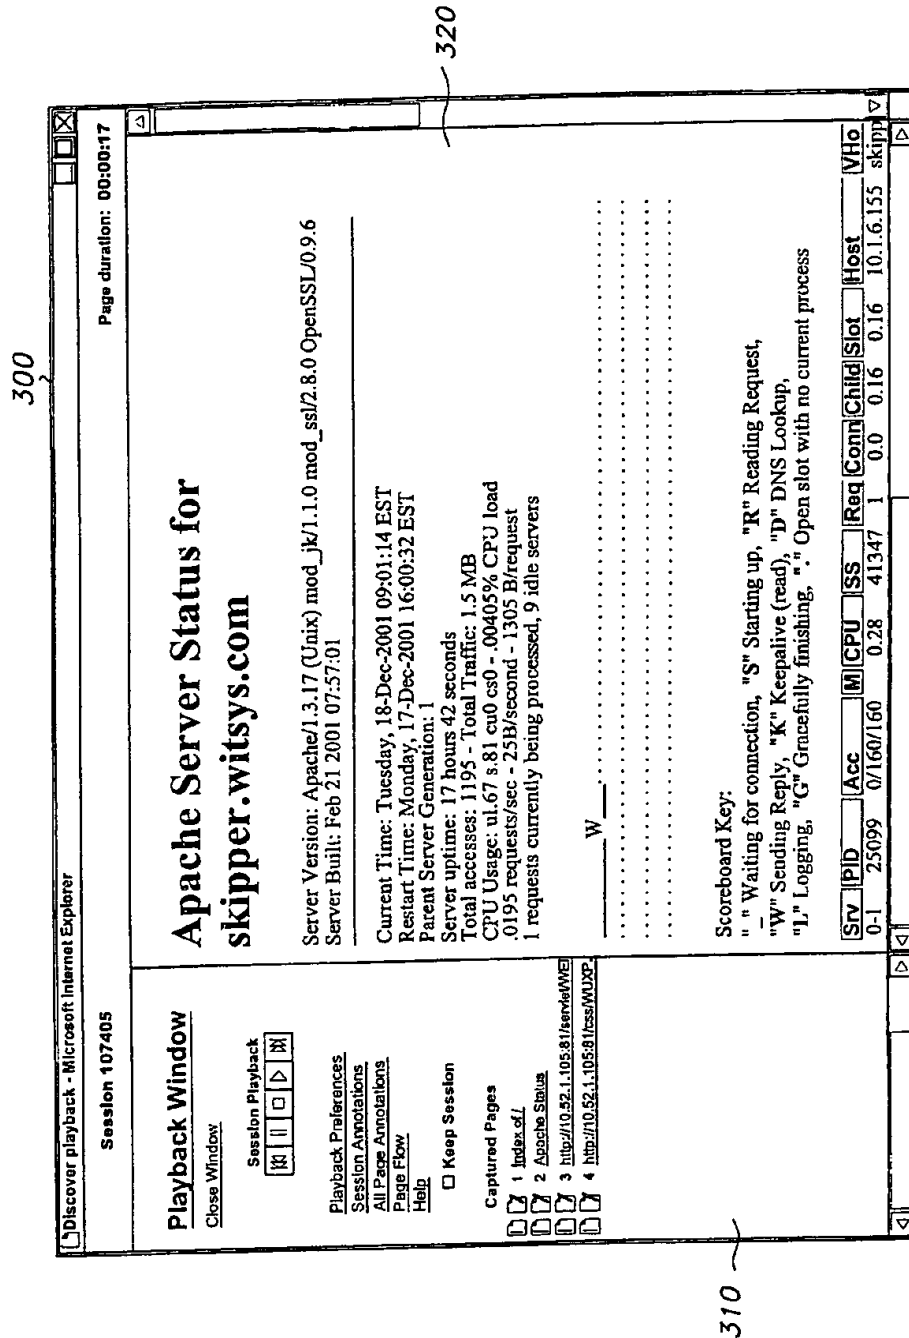 300
Discover playback - Microsoft Internet Explorer
Session 107405
Page duration: 00:00:17
Playback Window
Close Window
Session Playback
Playback Preferences
Session Annotations
All Page Annotations
Page Flow
Help
Keep Session
Captured Pages
1 Index of /
2 Apache Status
3 http://10.52.1.105:81/servlet/WE
4 http://10.52.1.105:81/css/WUXP.
310
Apache Server Status for
skipper.witsys.com
Server Version: Apache/1.3.17 (Unix) mod_jk/1.1.0 mod_ssl/2.8.0 OpenSSL/0.9.6
Server Built: Feb 21 2001 07:57:01
Current Time: Tuesday, 18-Dec-2001 09:01:14 EST
Restart Time: Monday, 17-Dec-2001 16:00:32 EST
Parent Server Generation: 1
Server uptime: 17 hours 42 seconds
Total accesses: 1195 - Total Traffic: 1.5 MB
CPU Usage: ul.67 s.81 cu0 cs0 - .00405% CPU load
.0195 requests/sec - 25B/second - 1305 B/request
1 requests currently being processed, 9 idle servers
W
Scoreboard Key:
"_" Waiting for connection, "S" Starting up, "R" Reading Request,
"W" Sending Reply, "K" Keepalive (read), "D" DNS Lookup,
"L" Logging, "G" Gracefully finishing, "." Open slot with no current process
Srv PID Acc M CPU SS Req Conn Child Slot Host VHo
0-1 25099 0/160/160 0.28 41347 1 0.0 0.16 0.16 10.1.6.155 skipp
320